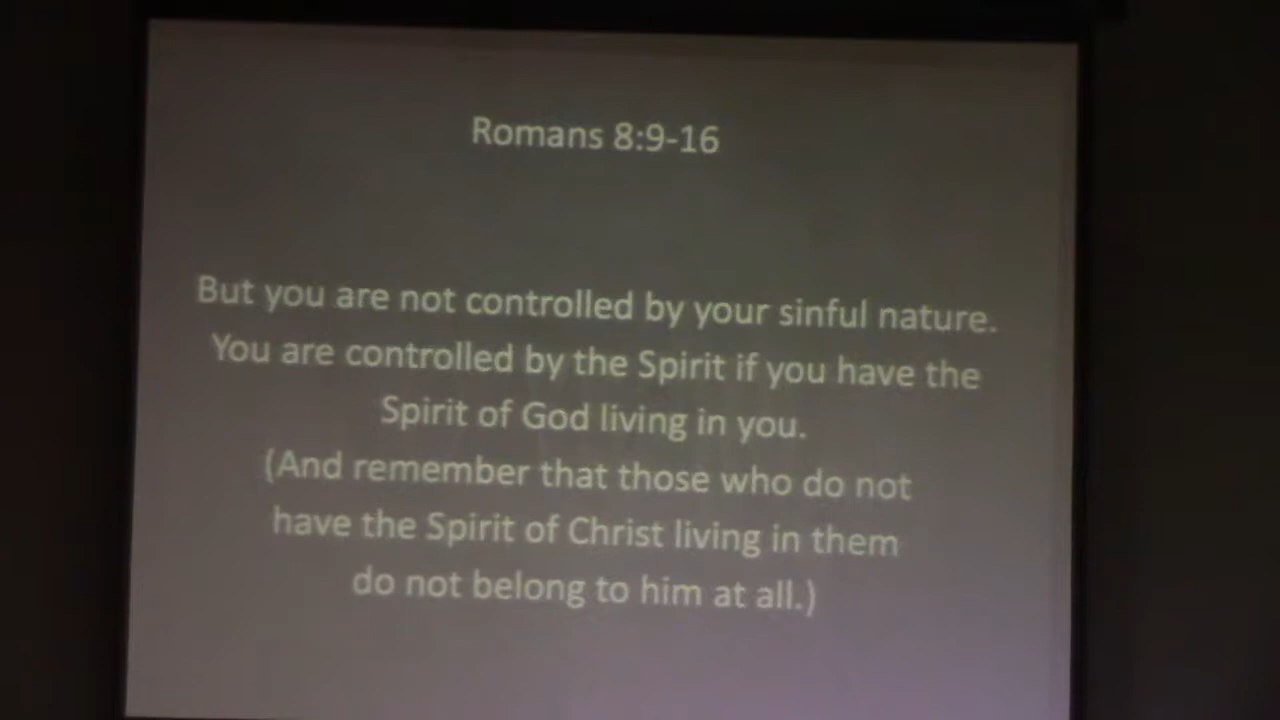 Romans 8:9-16
But you are not controlled by your sinful nature.
You are controlled by the Spirit if you have the
Spirit of God living in you.
(And remember that those who do not
have the Spirit of Christ living in them
do not belong to him at all.)